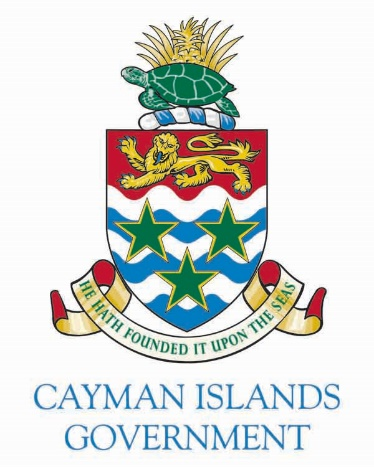 HE HATH FOUNDED IT UPON THE SEAS
CAYMAN ISLANDS
GOVERNMENT